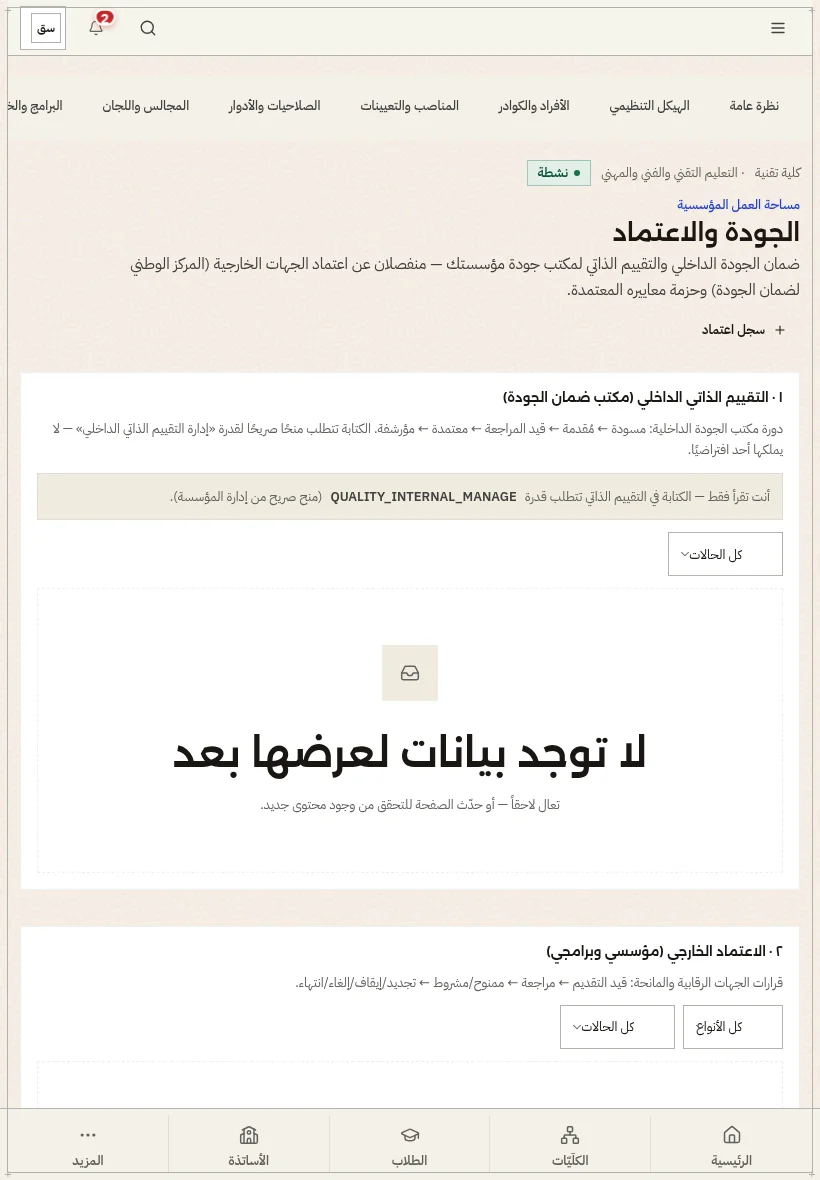 سق
2
نظرة عامة
الهيكل التنظيمي
الأفراد والكوادر
المناصب والتعيينات
الصلاحيات والأدوار
المجالس واللجان
البرامج والخ
كلية تقنية · التعليم التقني والفني والمهني
نشطة
مساحة العمل المؤسسية
الجودة والاعتماد
ضمان الجودة الداخلي والتقييم الذاتي لمكتب جودة مؤسستك — منفصلان عن اعتماد الجهات الخارجية (المركز الوطني
لضمان الجودة) وحزمة معاييره المعتمدة.
سجل اعتماد
٠١ · التقييم الذاتي الداخلي (مكتب ضمان الجودة)
دورة مكتب الجودة الداخلية: مسودة ← مُقدمة ← قيد المراجعة ← معتمدة ← مؤرشفة. الكتابة تتطلب منحًا صريحًا لقدرة «إدارة التقييم الذاتي الداخلي» — لا
يملكها أحد افتراضيًا.
أنت تقرأ فقط — الكتابة في التقييم الذاتي تتطلب قدرة QUALITY_INTERNAL_MANAGE (منح صريح من إدارة المؤسسة).
كل الحالات
لا توجد بيانات لعرضها بعد
تعال لاحقاً — أو حدّث الصفحة للتحقق من وجود محتوى جديد.
٠٢ · الاعتماد الخارجي (مؤسسي وبرامجي)
قرارات الجهات الرقابية والمانحة: قيد التقديم ← مراجعة ← ممنوح/مشروط ← تجديد/إيقاف/إلغاء/انتهاء.
كل الأنواع
كل الحالات
الرئيسية
الكلّيّات
الطلاب
الأساتذة
المزيد